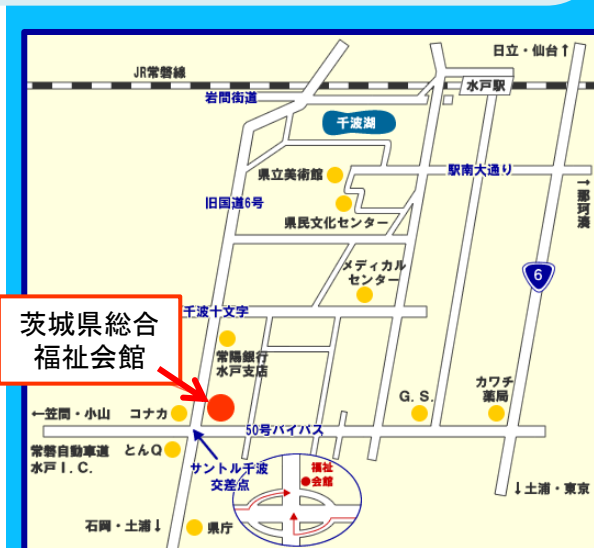 日立・仙台↑
JR常磐線
水戸駅
岩間街道
千波湖
県立美術館
駅南大通り
↑那珂湊
旧国道6号
県民文化センター
メディカル
センター
6
千波十文字
茨城県総合
福祉会館
常陽銀行
水戸支店
カワチ
薬局
G.S.
←笠間・小山
コナカ
50号バイパス
常磐自動車道
水戸I.C.
とんQ
サントル千波
交差点
福祉
会館
↓土浦・東京
石岡・土浦↓
県庁